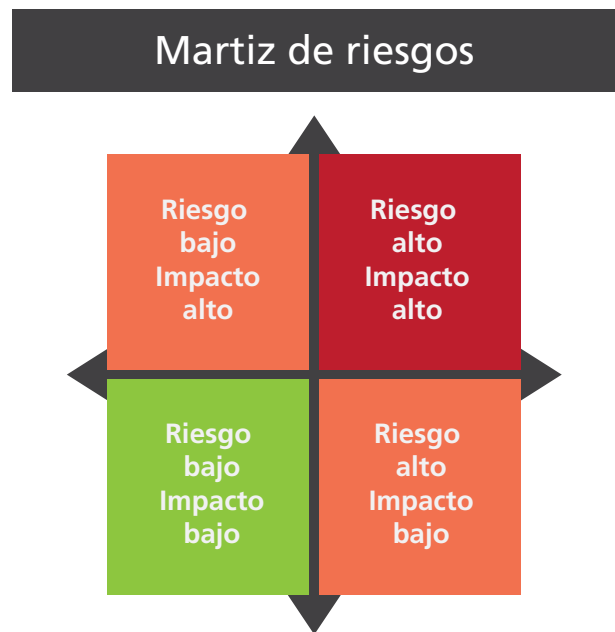 Martiz de riesgos
Riesgo
bajo
Impacto
alto
Riesgo
alto
Impacto
alto
Riesgo
bajo
Impacto
bajo
Riesgo
alto
Impacto
bajo